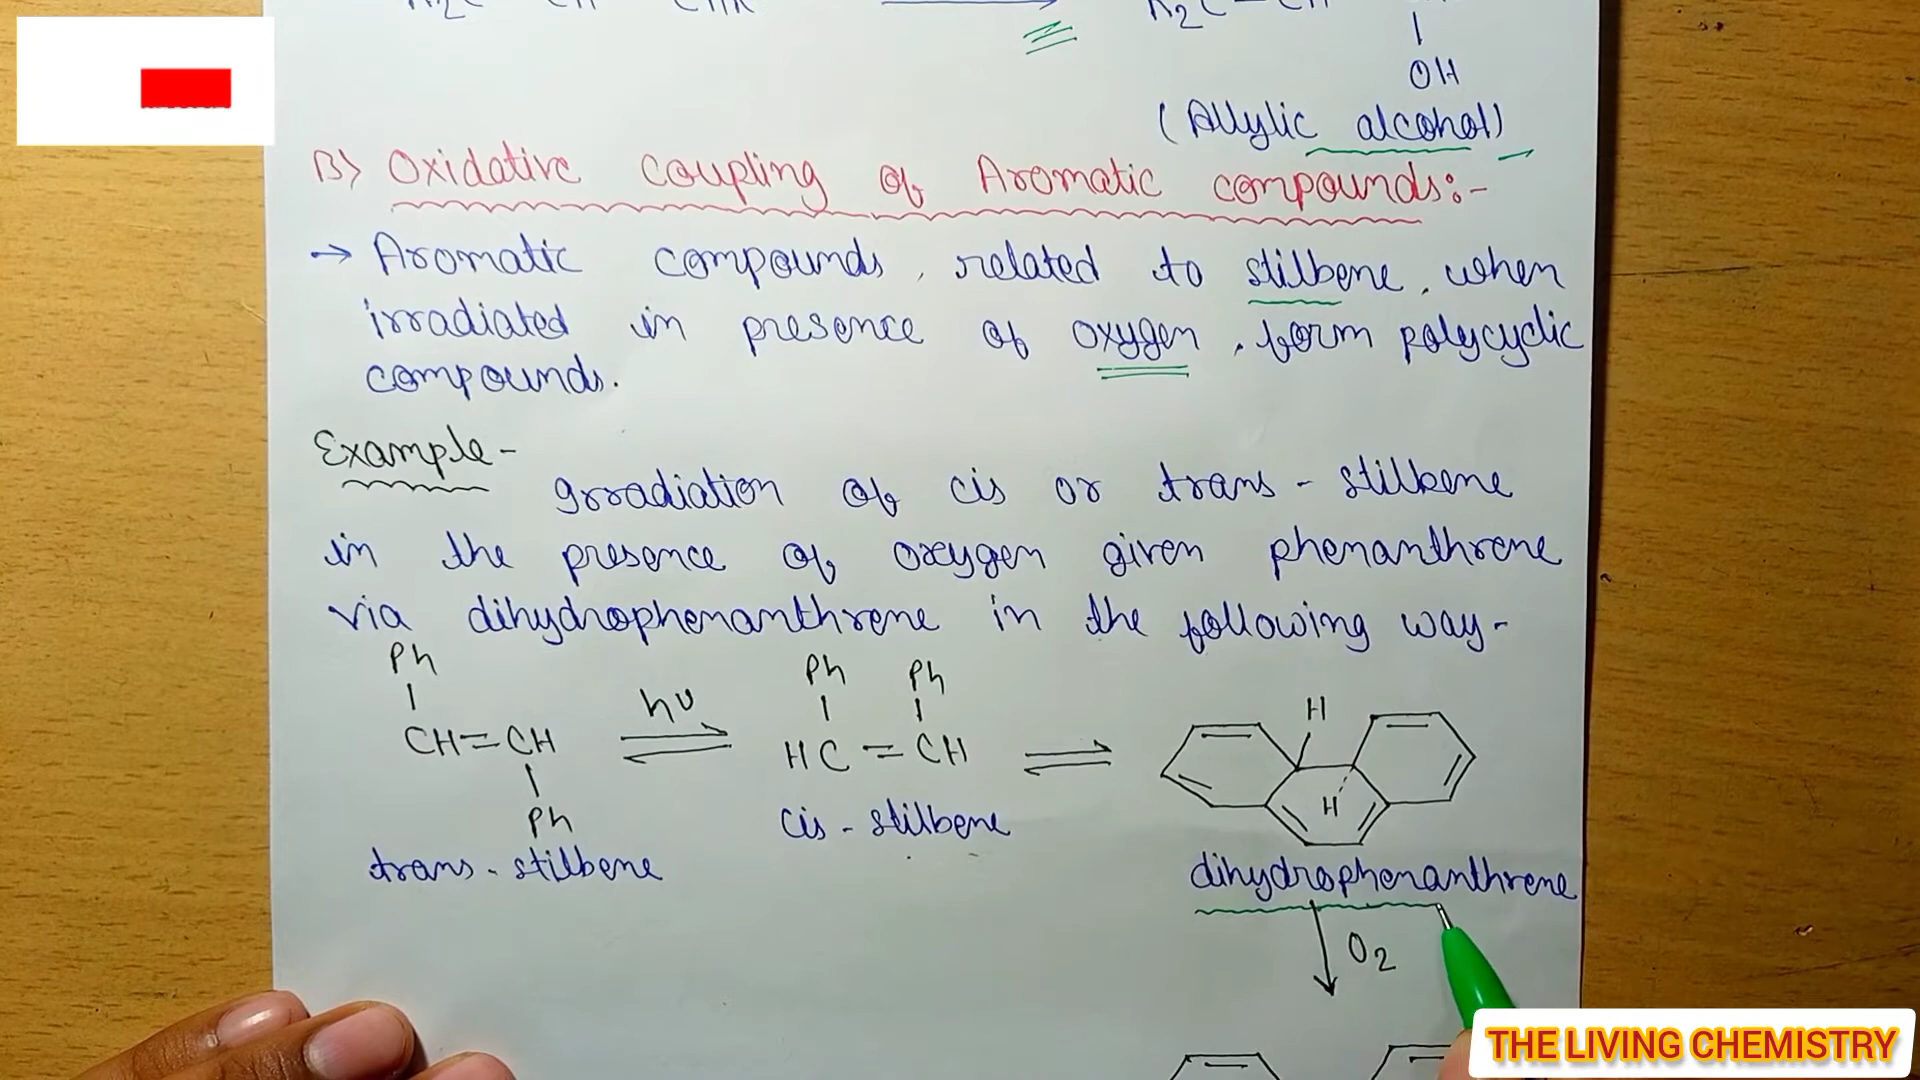 OH
(Allylic alcohol)
B) Oxidative coupling of Aromatic compounds:-
→ Aromatic compounds, related to stilbene, when
irradiated in presence of oxygen, form polycyclic
compounds.
Example-
Irradiation of cis or trans - stilbene
in the presence of oxygen given phenanthrene
via dihydrophenanthrene in the following way-
Ph
CH=CH
Ph
trans - stilbene
hν
Ph Ph
HC = CH
cis - stilbene
H
H
dihydrophenanthrene
O2
THE LIVING CHEMISTRY